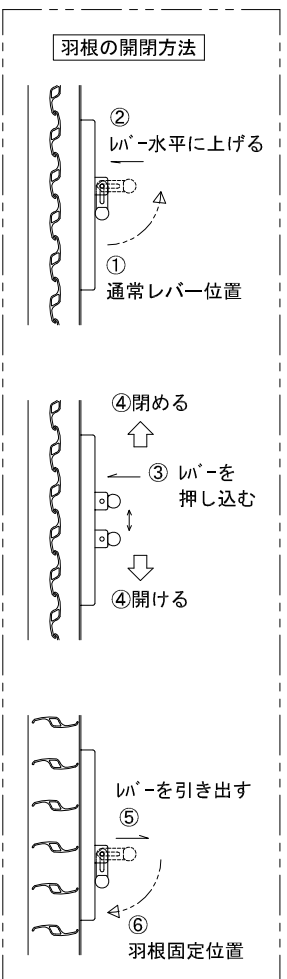 羽根の開閉方法
②
ﾚﾊﾞｰ水平に上げる
①
通常レバー位置
④閉める
③ ﾚﾊﾞｰを
押し込む
④開ける
ﾚﾊﾞｰを引き出す
⑤
⑥
羽根固定位置